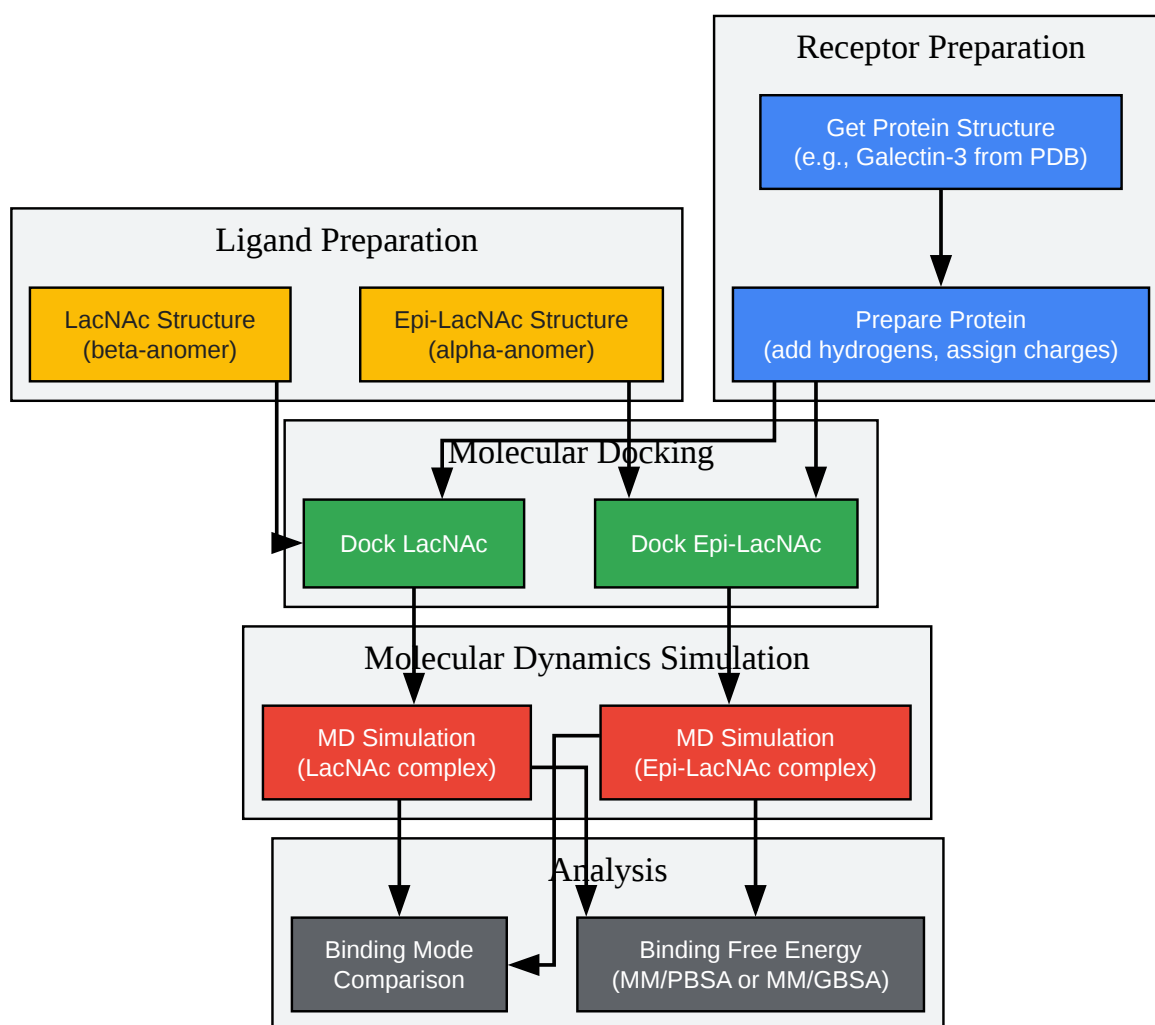 Receptor Preparation
Get Protein Structure
(e.g., Galectin-3 from PDB)
Ligand Preparation
LacNAc Structure
(beta-anomer)
Epi-LacNAc Structure
(alpha-anomer)
Prepare Protein
(add hydrogens, assign charges)
Molecular Docking
Dock LacNAc
Dock Epi-LacNAc
Molecular Dynamics Simulation
MD Simulation
(LacNAc complex)
MD Simulation
(Epi-LacNAc complex)
Analysis
Binding Mode
Comparison
Binding Free Energy
(MM/PBSA or MM/GBSA)